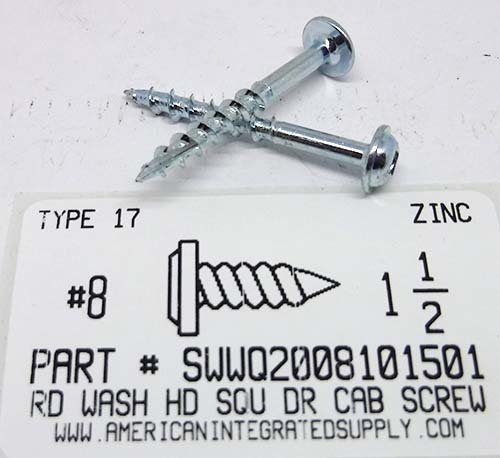 TYPE 17 ZINC
#8 1 1/2
PART # SWWQ2008101501
RD WASH HD SQU DR CAB SCREW
WWW.AMERICANINTEGRATEDSUPPLY.COM